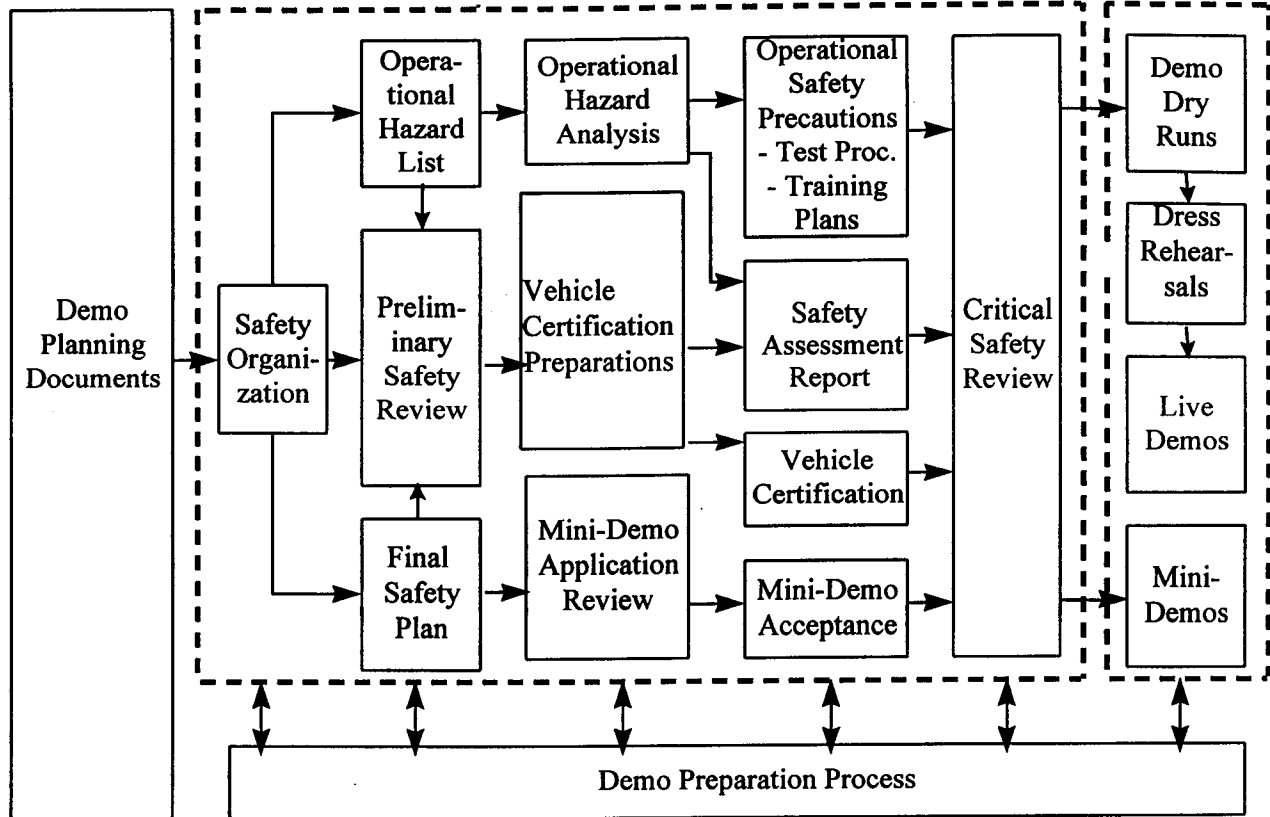 Demo
Planning
Documents
Safety
Organi-
zation
Opera-
tional
Hazard
List
Prelim-
inary
Safety
Review
Final
Safety
Plan
Operational
Hazard
Analysis
Vehicle
Certification
Preparations
Mini-Demo
Application
Review
Operational
Safety
Precautions
- Test Proc.
- Training
Plans
Safety
Assessment
Report
Vehicle
Certification
Mini-Demo
Acceptance
Critical
Safety
Review
Demo
Dry
Runs
Dress
Rehear-
sals
Live
Demos
Mini-
Demos
Demo Preparation Process